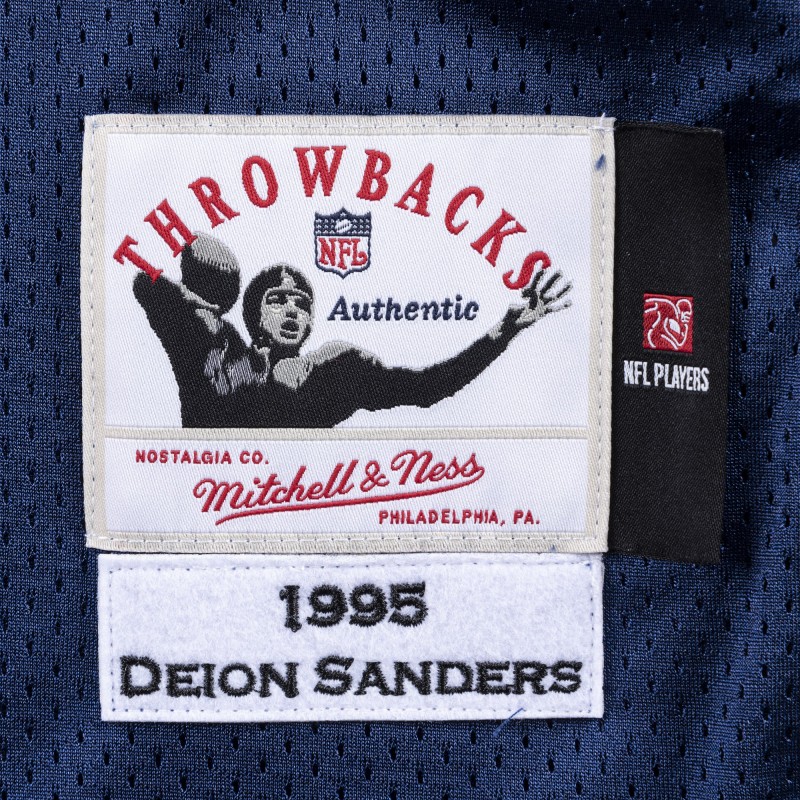 THROWBACKS
NFL
Authentic
NFL PLAYERS
NOSTALGIA CO.
Mitchell & Ness
PHILADELPHIA, PA.
1995
DEION SANDERS